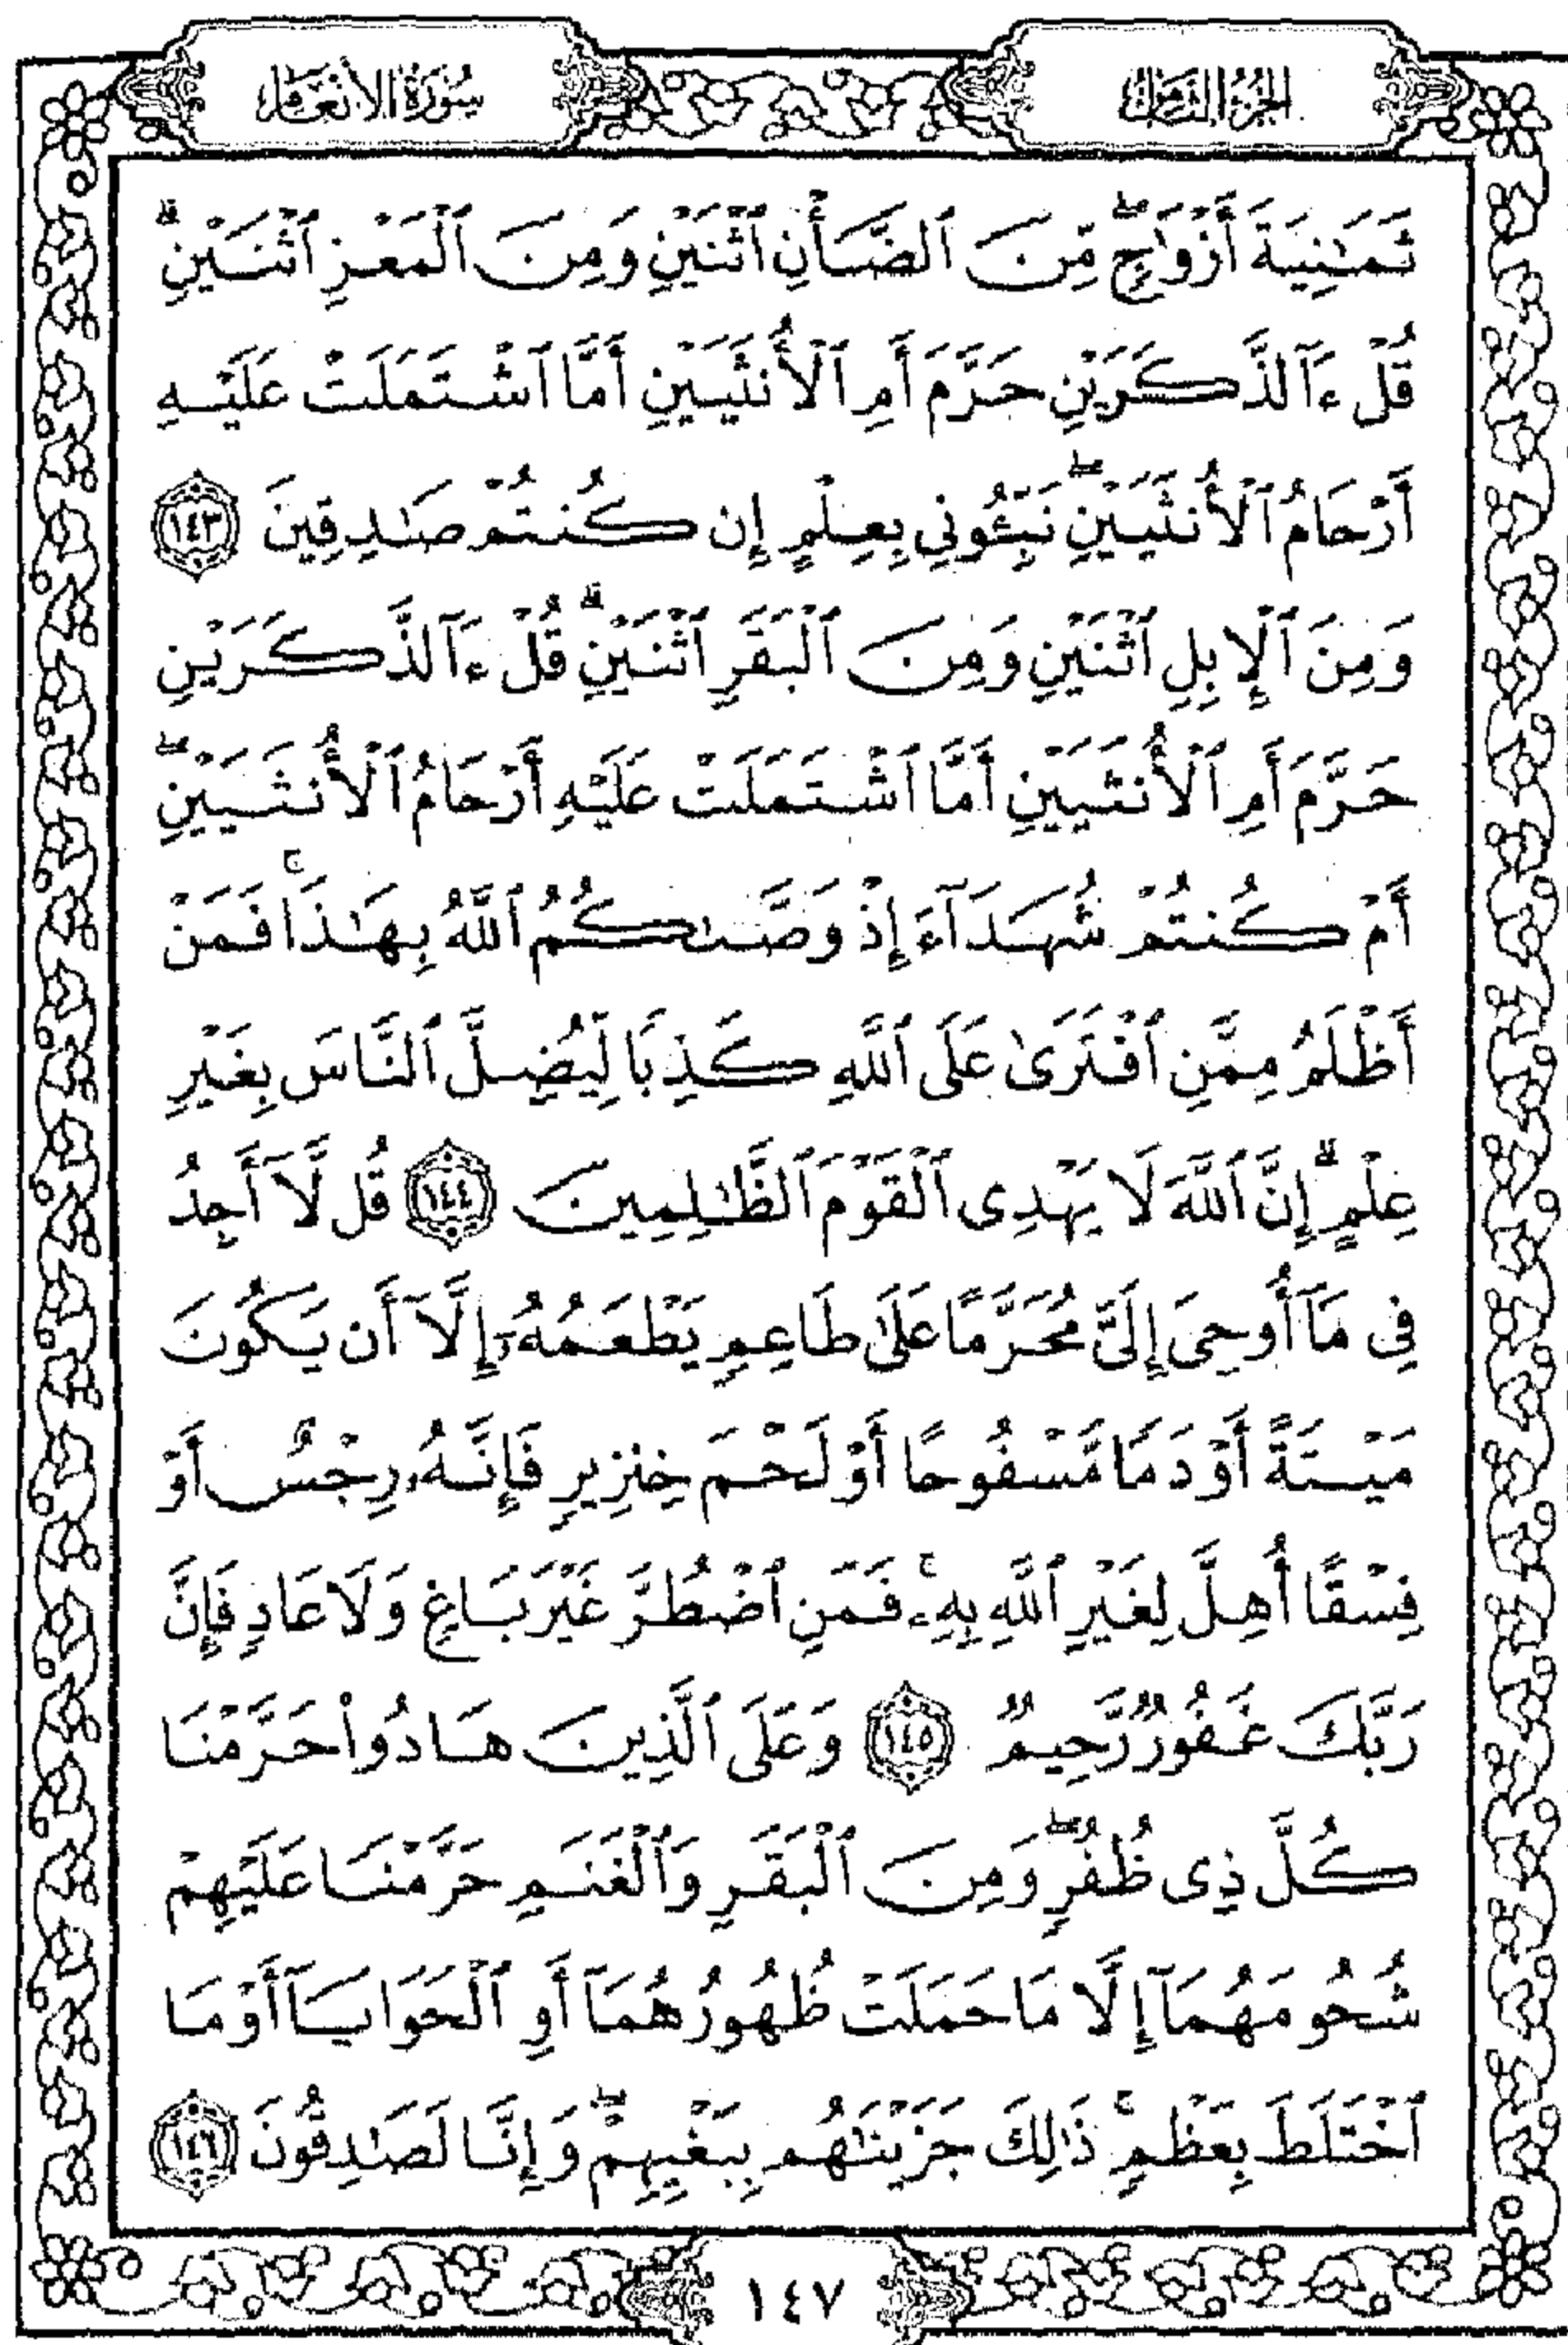 الجزء الثامن
سورة الأنعام
ثَمَٰنِيَةَ أَزْوَٰجٖۖ مِّنَ ٱلضَّأْنِ ٱثْنَيْنِ وَمِنَ ٱلْمَعْزِ ٱثْنَيْنِۗ
قُلْ ءَآلذَّكَرَيْنِ حَرَّمَ أَمِ ٱلْأُنثَيَيْنِ أَمَّا ٱشْتَمَلَتْ عَلَيْهِ
أَرْحَامُ ٱلْأُنثَيَيْنِۖ نَبِّـُٔونِي بِعِلْمٍ إِن كُنتُمْ صَٰدِقِينَ ١٤٣
وَمِنَ ٱلْإِبِلِ ٱثْنَيْنِ وَمِنَ ٱلْبَقَرِ ٱثْنَيْنِۗ قُلْ ءَآلذَّكَرَيْنِ
حَرَّمَ أَمِ ٱلْأُنثَيَيْنِ أَمَّا ٱشْتَمَلَتْ عَلَيْهِ أَرْحَامُ ٱلْأُنثَيَيْنِۖ
أَمْ كُنتُمْ شُهَدَآءَ إِذْ وَصَّىٰكُمُ ٱللَّهُ بِهَٰذَاۚ فَمَنْ
أَظْلَمُ مِمَّنِ ٱفْتَرَىٰ عَلَى ٱللَّهِ كَذِبًا لِّيُضِلَّ ٱلنَّاسَ بِغَيْرِ
عِلْمٍۗ إِنَّ ٱللَّهَ لَا يَهْدِى ٱلْقَوْمَ ٱلظَّٰلِمِينَ ١٤٤ قُل لَّآ أَجِدُ
فِى مَآ أُوحِىَ إِلَىَّ مُحَرَّمًا عَلَىٰ طَاعِمٍ يَطْعَمُهُۥٓ إِلَّآ أَن يَكُونَ
مَيْتَةً أَوْ دَمًا مَّسْفُوحًا أَوْ لَحْمَ خِنزِيرٍ فَإِنَّهُۥ رِجْسٌ أَوْ
فِسْقًا أُهِلَّ لِغَيْرِ ٱللَّهِ بِهِۦۚ فَمَنِ ٱضْطُرَّ غَيْرَ بَاغٍ وَلَا عَادٍ فَإِنَّ
رَبَّكَ غَفُورٌ رَّحِيمٌ ١٤٥ وَعَلَى ٱلَّذِينَ هَادُوا۟ حَرَّمْنَا
كُلَّ ذِى ظُفُرٍۖ وَمِنَ ٱلْبَقَرِ وَٱلْغَنَمِ حَرَّمْنَا عَلَيْهِمْ
شُحُومَهُمَآ إِلَّا مَا حَمَلَتْ ظُهُورُهُمَآ أَوِ ٱلْحَوَايَآ أَوْ مَا
ٱخْتَلَطَ بِعَظْمٍۚ ذَٰلِكَ جَزَيْنَٰهُم بِبَغْيِهِمْۖ وَإِنَّا لَصَٰدِقُونَ ١٤٦
١٤٧